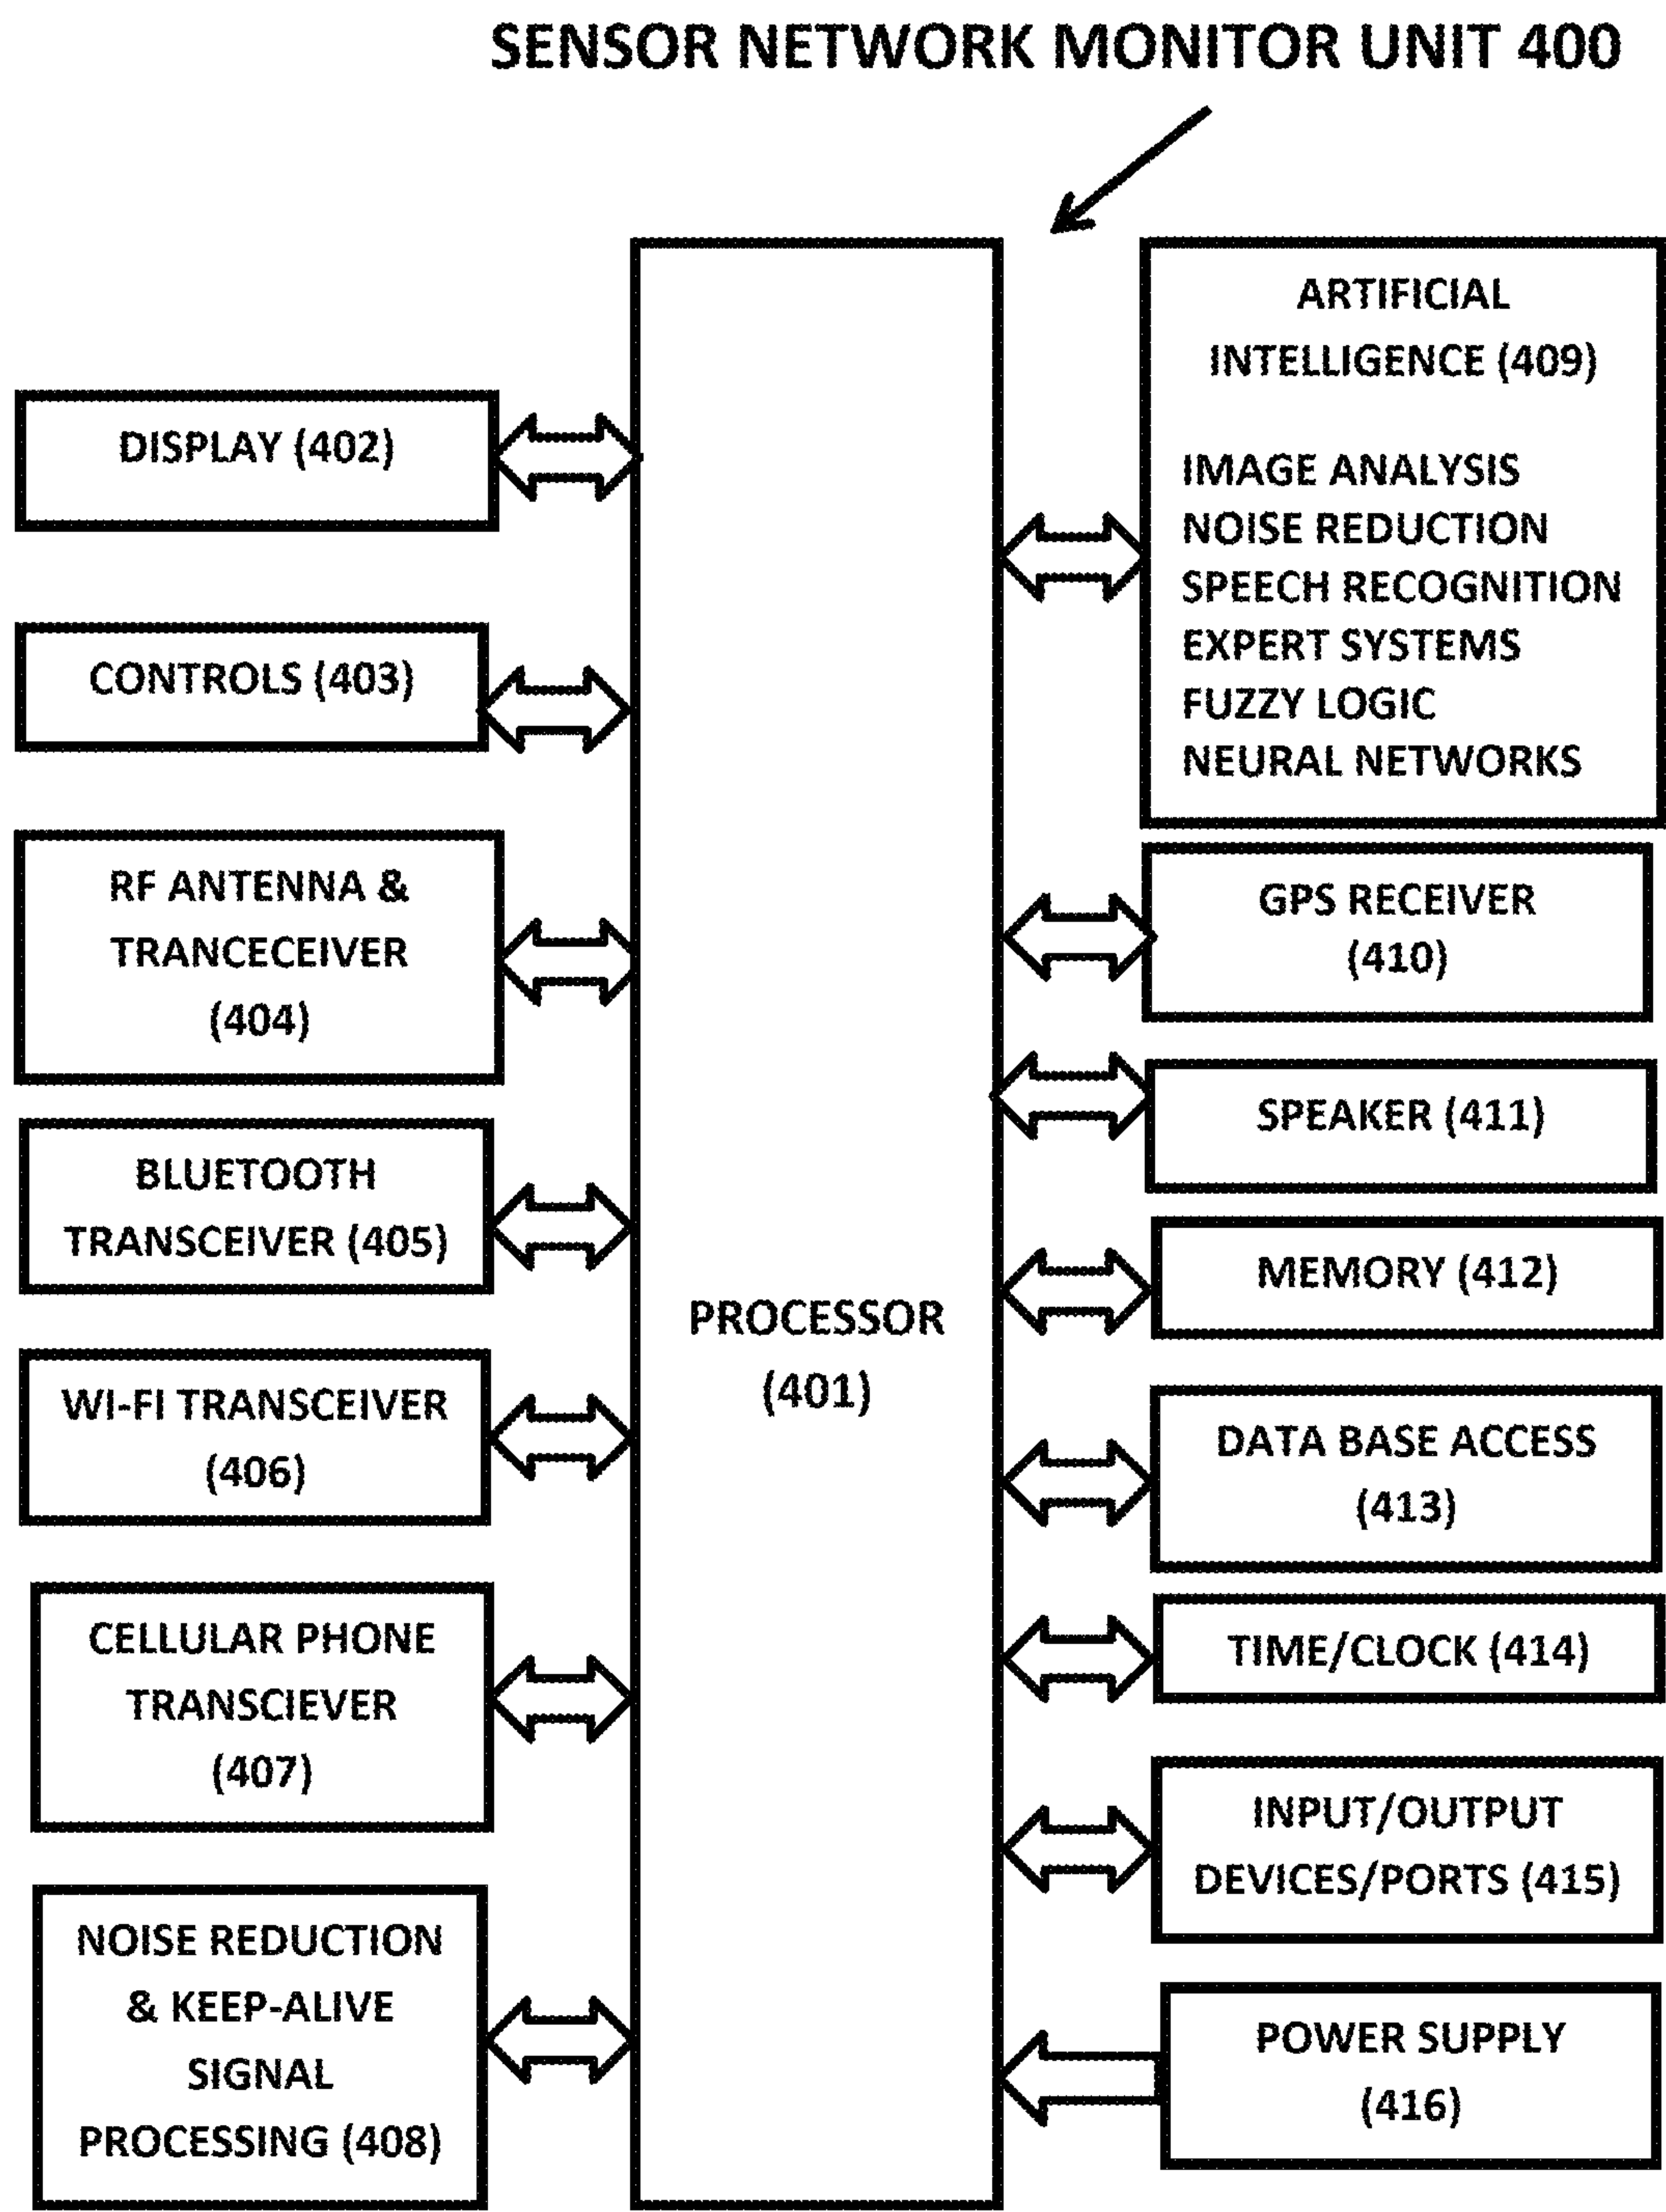 SENSOR NETWORK MONITOR UNIT 400
DISPLAY (402)
CONTROLS (403)
RF ANTENNA &
TRANCECEIVER
(404)
BLUETOOTH
TRANSCEIVER (405)
WI-FI TRANSCEIVER
(406)
CELLULAR PHONE
TRANSCIEVER
(407)
NOISE REDUCTION
& KEEP-ALIVE
SIGNAL
PROCESSING (408)
PROCESSOR
(401)
ARTIFICIAL
INTELLIGENCE (409)
IMAGE ANALYSIS
NOISE REDUCTION
SPEECH RECOGNITION
EXPERT SYSTEMS
FUZZY LOGIC
NEURAL NETWORKS
GPS RECEIVER
(410)
SPEAKER (411)
MEMORY (412)
DATA BASE ACCESS
(413)
TIME/CLOCK (414)
INPUT/OUTPUT
DEVICES/PORTS (415)
POWER SUPPLY
(416)